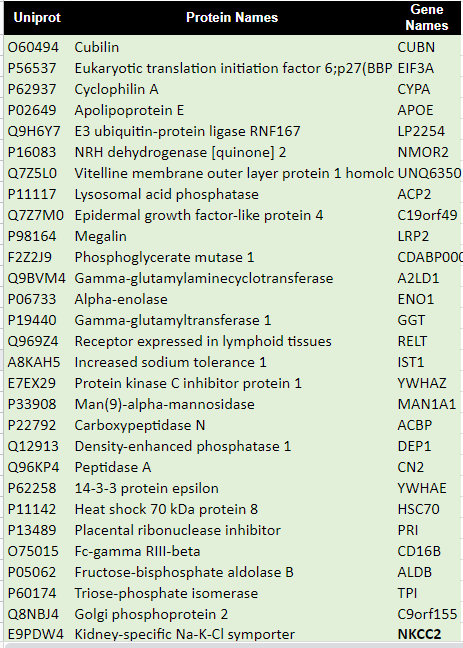 Uniprot Protein Names Gene Names
O60494 Cubilin CUBN
P56537 Eukaryotic translation initiation factor 6;p27(BBP EIF3A
P62937 Cyclophilin A CYPA
P02649 Apolipoprotein E APOE
Q9H6Y7 E3 ubiquitin-protein ligase RNF167 LP2254
P16083 NRH dehydrogenase [quinone] 2 NMOR2
Q7Z5L0 Vitelline membrane outer layer protein 1 homolo UNQ6350
P11117 Lysosomal acid phosphatase ACP2
Q7Z7M0 Epidermal growth factor-like protein 4 C19orf49
P98164 Megalin LRP2
F2Z2J9 Phosphoglycerate mutase 1 CDABP000
Q9BVM4 Gamma-glutamylaminecyclotransferase A2LD1
P06733 Alpha-enolase ENO1
P19440 Gamma-glutamyltransferase 1 GGT
Q969Z4 Receptor expressed in lymphoid tissues RELT
A8KAH5 Increased sodium tolerance 1 IST1
E7EX29 Protein kinase C inhibitor protein 1 YWHAZ
P33908 Man(9)-alpha-mannosidase MAN1A1
P22792 Carboxypeptidase N ACBP
Q12913 Density-enhanced phosphatase 1 DEP1
Q96KP4 Peptidase A CN2
P62258 14-3-3 protein epsilon YWHAE
P11142 Heat shock 70 kDa protein 8 HSC70
P13489 Placental ribonuclease inhibitor PRI
O75015 Fc-gamma RIII-beta CD16B
P05062 Fructose-bisphosphate aldolase B ALDB
P60174 Triose-phosphate isomerase TPI
Q8NBJ4 Golgi phosphoprotein 2 C9orf155
E9PDW4 Kidney-specific Na-K-Cl symporter NKCC2